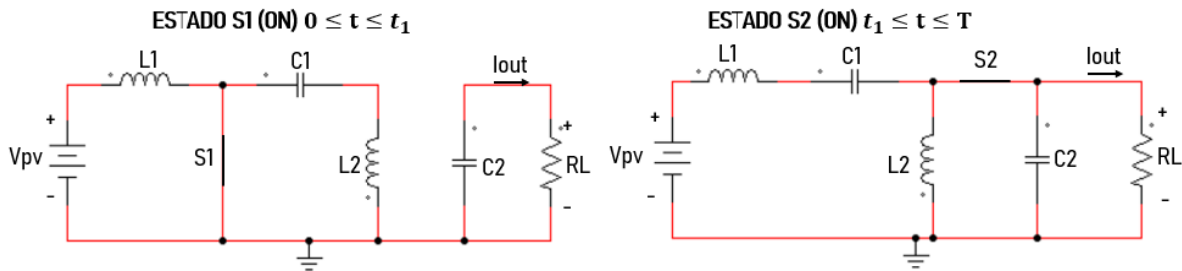 ESTADO S1 (ON) 0 ≤ t ≤ t₁
L1
C1
Iout
+
Vpv
-
S1
L2
C2
+
RL
-
ESTADO S2 (ON) t₁ ≤ t ≤ T
L1
C1
S2
Iout
+
Vpv
-
L2
C2
+
RL
-